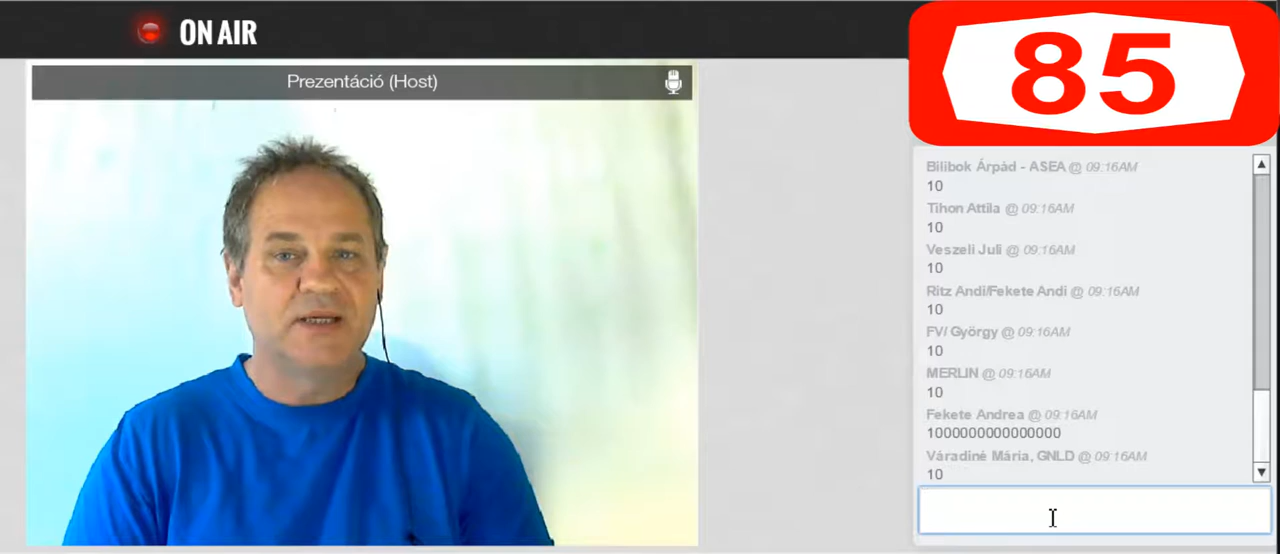 ON AIR
85
Prezentáció (Host)
Bilibok Árpád - ASEA @ 09:16AM
10
Tihon Attila @ 09:16AM
10
Veszeli Juli @ 09:16AM
10
Ritz Andi/Fekete Andi @ 09:16AM
10
FV/ György @ 09:16AM
10
MERLIN @ 09:16AM
10
Fekete Andrea @ 09:16AM
1000000000000000
Váradiné Mária, GNLD @ 09:16AM
10